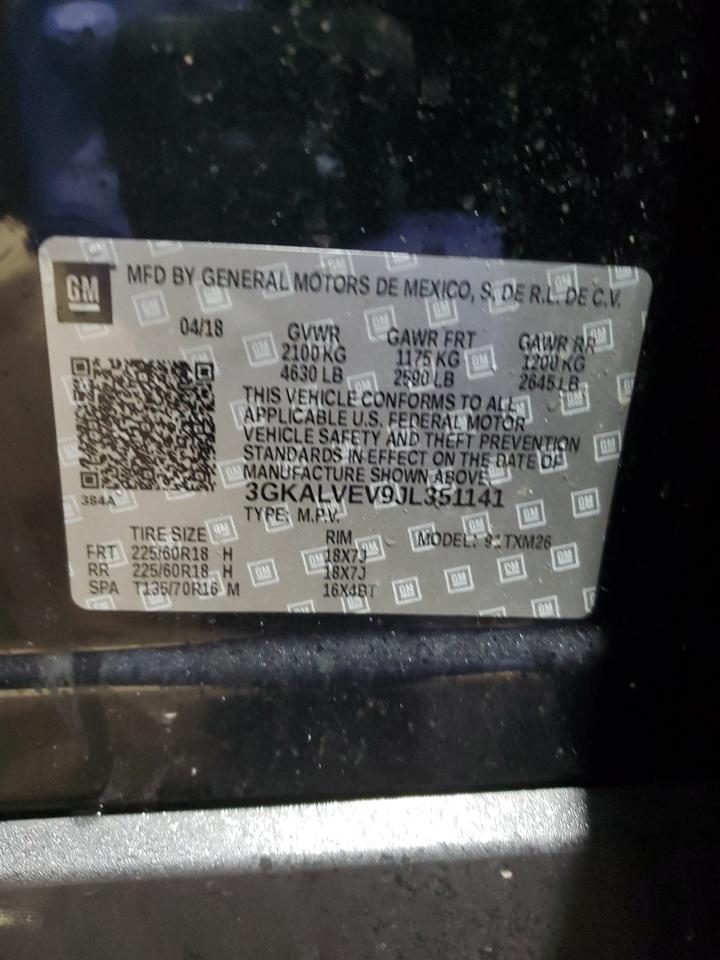 GM MFD BY GENERAL MOTORS DE MEXICO, S. DE R.L. DE C.V.
04/18 GVWR GAWR FRT GAWR RR
2100 KG 1175 KG 1200 KG
4630 LB 2590 LB 2645 LB
THIS VEHICLE CONFORMS TO ALL
APPLICABLE U.S. FEDERAL MOTOR
VEHICLE SAFETY AND THEFT PREVENTION
STANDARDS IN EFFECT ON THE DATE OF
MANUFACTURE SHOWN ABOVE.
384A 3GKALVEV9JL351141
TYPE: M.P.V.
TIRE SIZE RIM MODEL:
FRT 225/60R18 H 18X7J
RR 225/60R18 H 18X7J
SPA T135/70R16 M 16X4BT